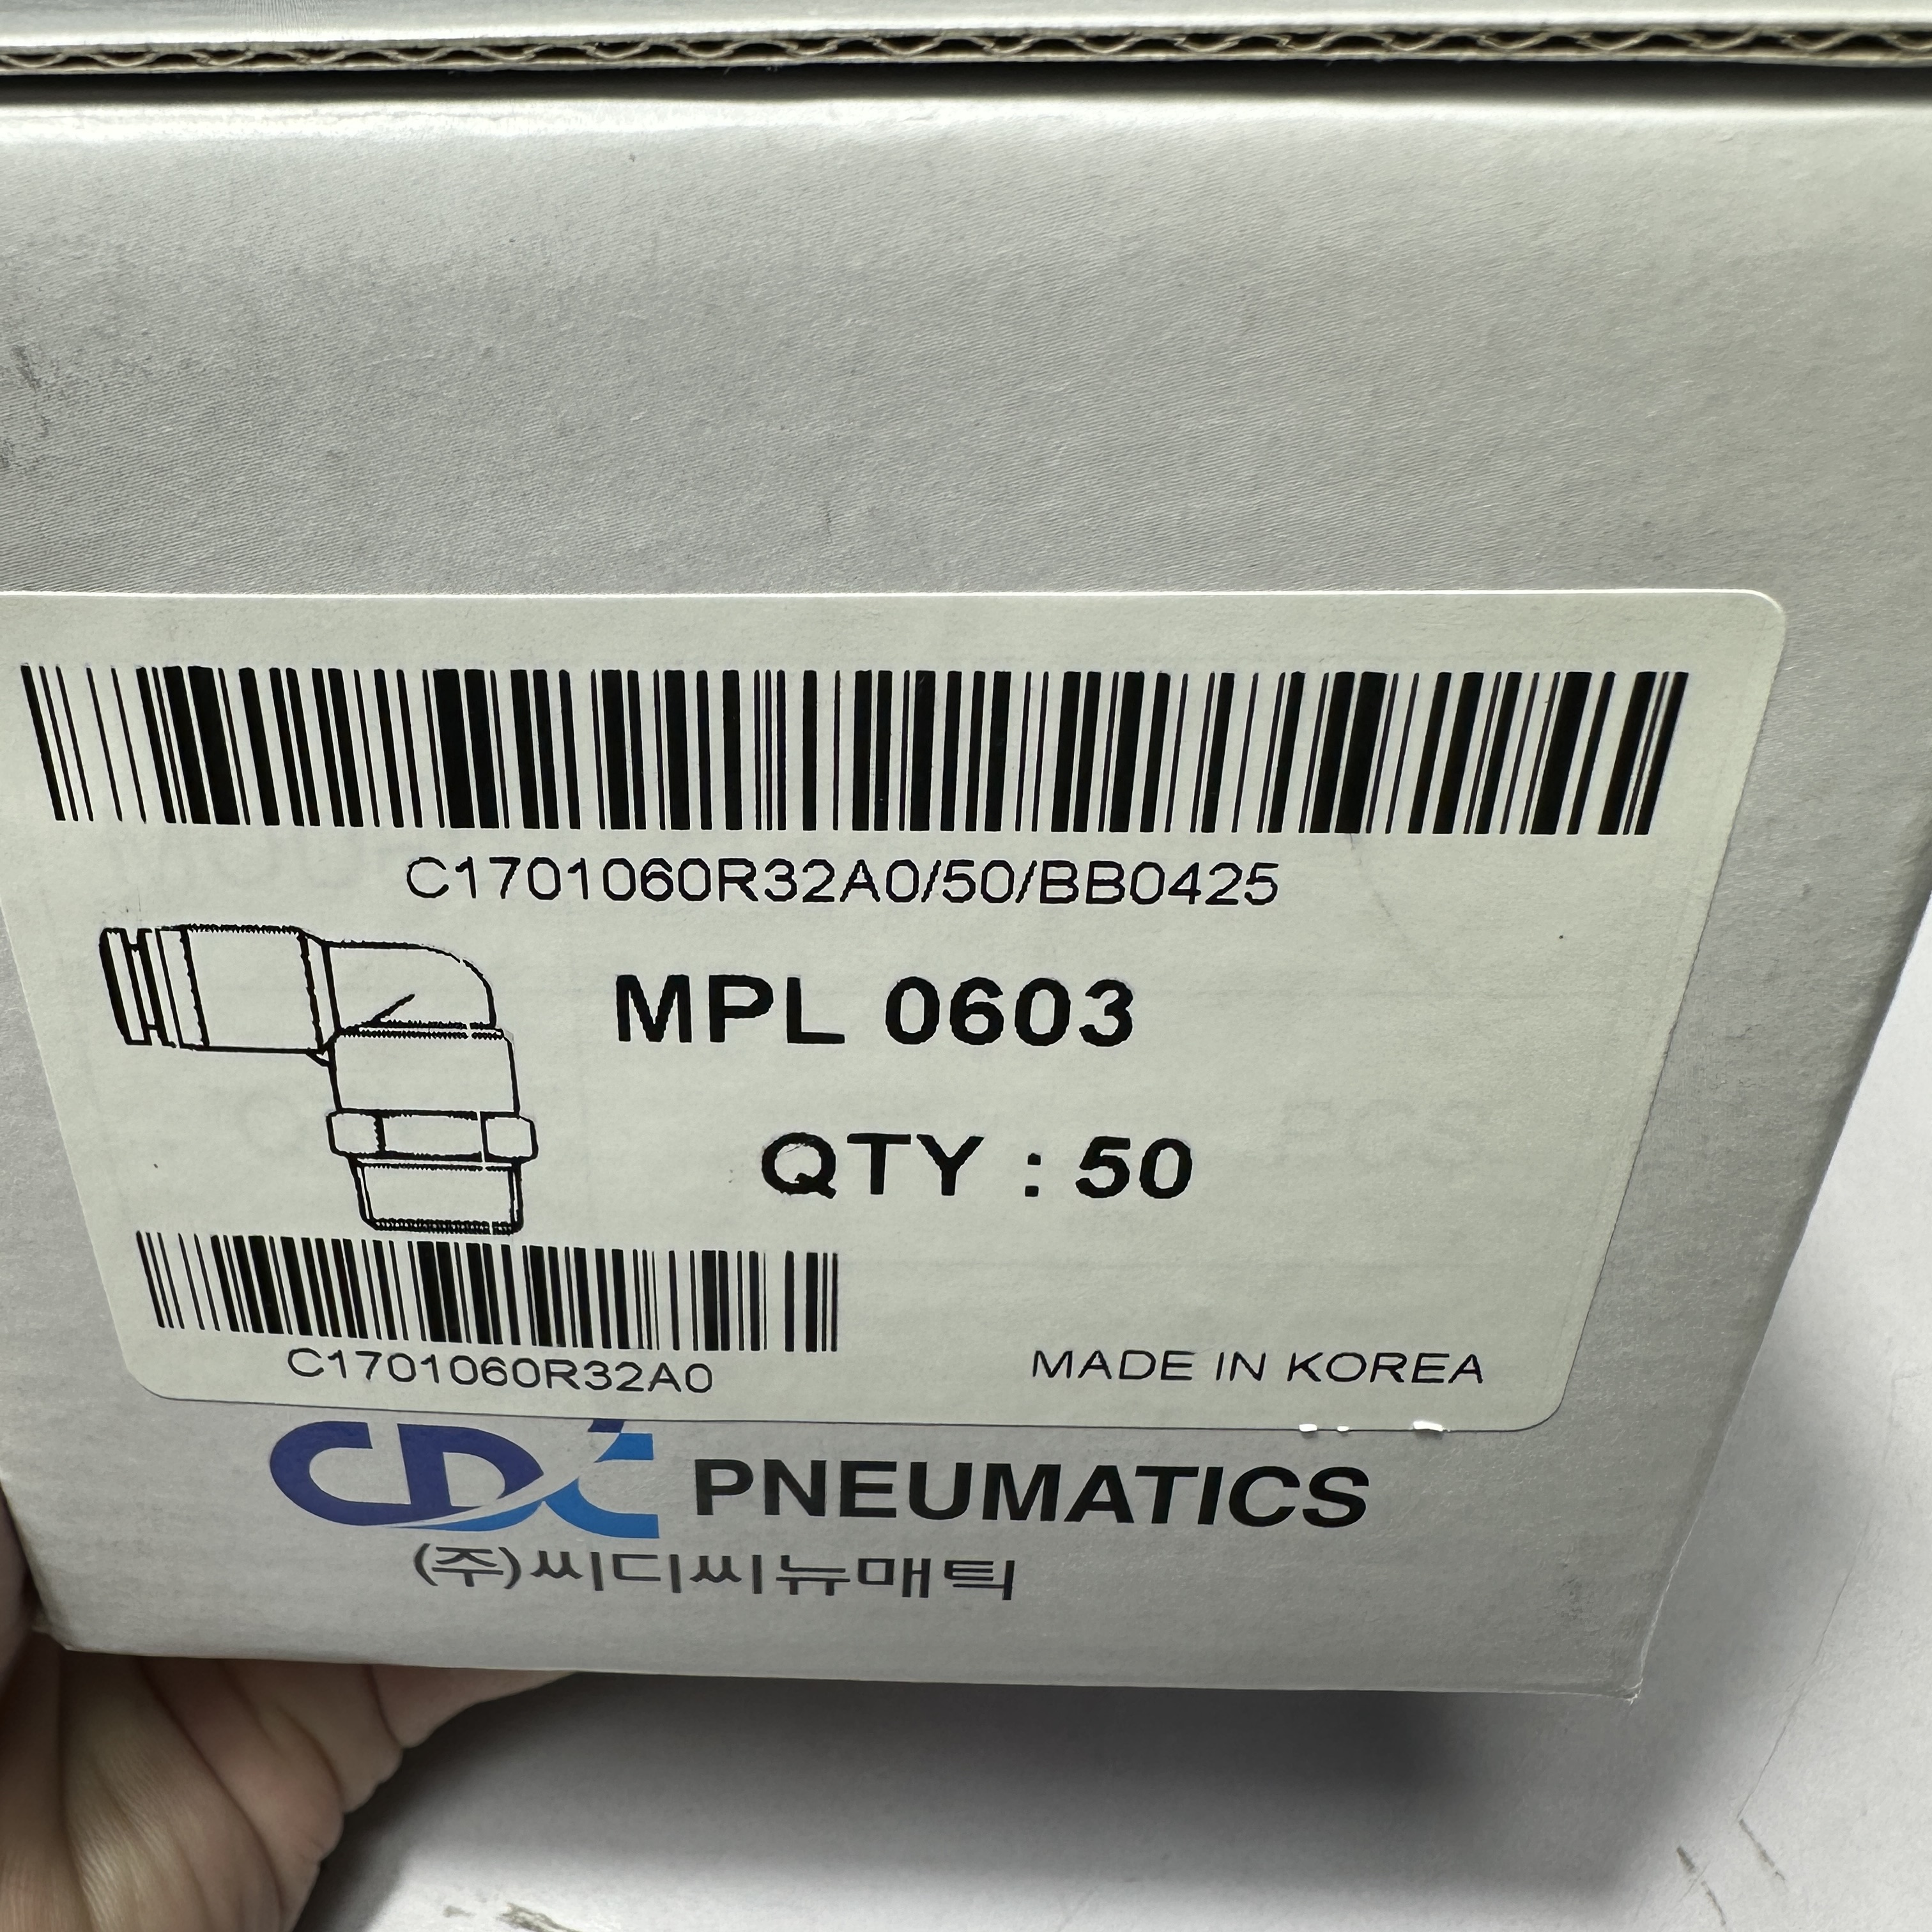 C1701060R32A0/50/BB0425
MPL 0603
QTY : 50
C1701060R32A0
MADE IN KOREA
CDC PNEUMATICS
(주)씨디씨뉴매틱